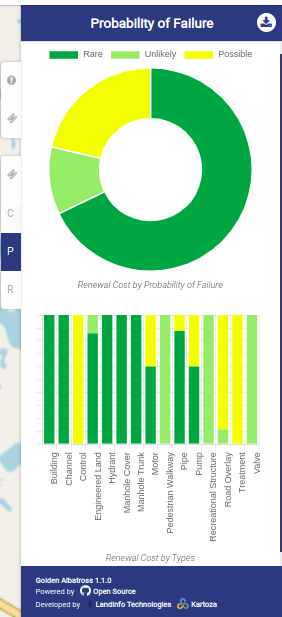 Probability of Failure
Rare Unlikely Possible
C
P
R
Renewal Cost by Probability of Failure
Building
Channel
Control
Engineered Land
Hydrant
Manhole Cover
Manhole Trunk
Motor
Pedestrian Walkway
Pipe
Pump
Recreational Structure
Road Overlay
Treatment
Valve
Renewal Cost by Types
Golden Albatross 1.1.0
Powered by Open Source
Developed by LandInfo Technologies Kartoza